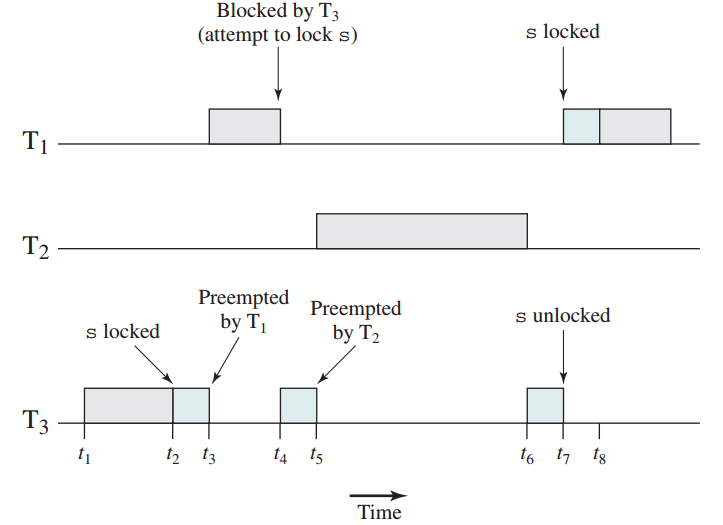 Blocked by T3
(attempt to lock s)
s locked
T1
T2
Preempted
by T1
Preempted
by T2
s locked
s unlocked
T3
t1 t2 t3 t4 t5 t6 t7 t8
Time